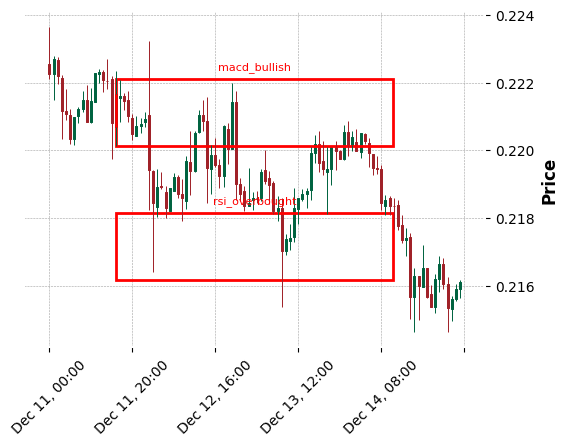 0.224
macd_bullish
0.222
0.220
rsi_overbought
0.218
0.216
Price
Dec 11, 00:00
Dec 11, 20:00
Dec 12, 16:00
Dec 13, 12:00
Dec 14, 08:00